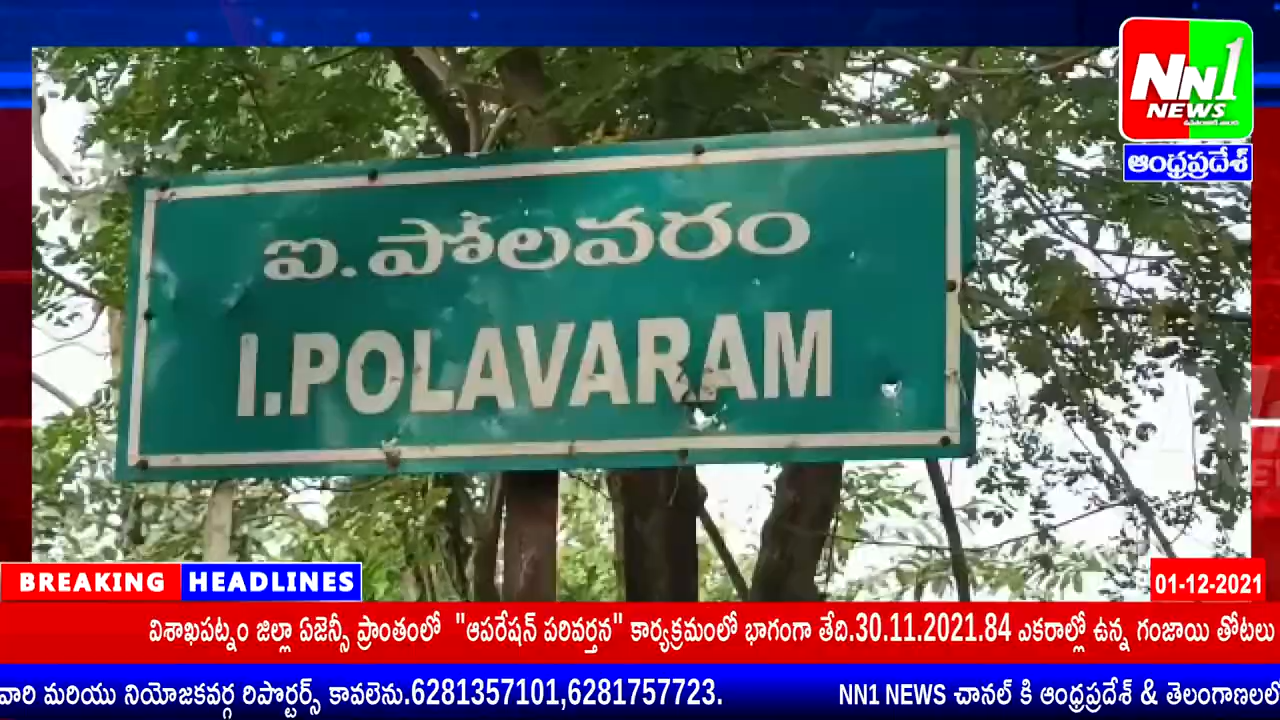 NN1
NEWS
ఆంధ్రప్రదేశ్
ఐ.పోలవరం
I.POLAVARAM
BREAKING HEADLINES
01-12-2021
విశాఖపట్నం జిల్లా ఏజెన్సీ ప్రాంతంలో "ఆపరేషన్ పరివర్తన" కార్యక్రమంలో భాగంగా తేది.30.11.2021.84 ఎకరాల్లో ఉన్న గంజాయి తోటలు
వారి మరియు నియోజకవర్గ రిపోర్టర్స్ కావలెను.6281357101,6281757723. NN1 NEWS చానల్ కి ఆంధ్రప్రదేశ్ & తెలంగాణలలో